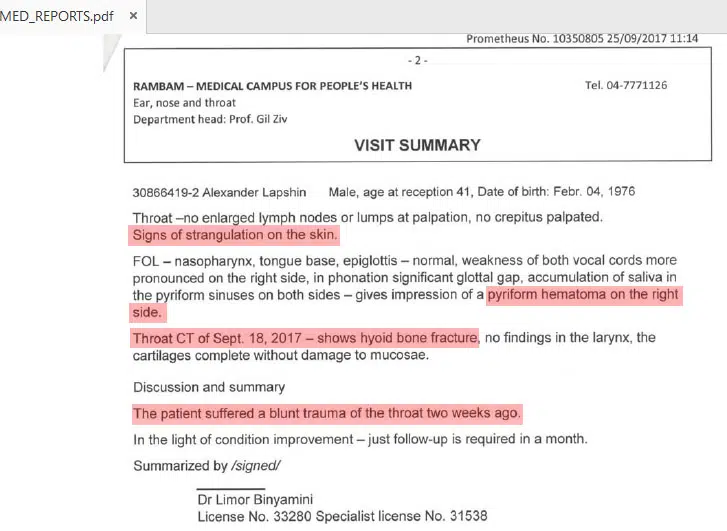 MED_REPORTS.pdf ×
Prometheus No. 10350805 25/09/2017 11:14
- 2 -
RAMBAM – MEDICAL CAMPUS FOR PEOPLE'S HEALTH Tel. 04-7771126
Ear, nose and throat
Department head: Prof. Gil Ziv
VISIT SUMMARY
30866419-2 Alexander Lapshin Male, age at reception 41, Date of birth: Febr. 04, 1976
Throat –no enlarged lymph nodes or lumps at palpation, no crepitus palpated.
Signs of strangulation on the skin.
FOL – nasopharynx, tongue base, epiglottis – normal, weakness of both vocal cords more
pronounced on the right side, in phonation significant glottal gap, accumulation of saliva in
the pyriform sinuses on both sides – gives impression of a pyriform hematoma on the right
side.
Throat CT of Sept. 18, 2017 – shows hyoid bone fracture, no findings in the larynx, the
cartilages complete without damage to mucosae.
Discussion and summary
The patient suffered a blunt trauma of the throat two weeks ago.
In the light of condition improvement – just follow-up is required in a month.
Summarized by /signed/
Dr Limor Binyamini
License No. 33280 Specialist license No. 31538